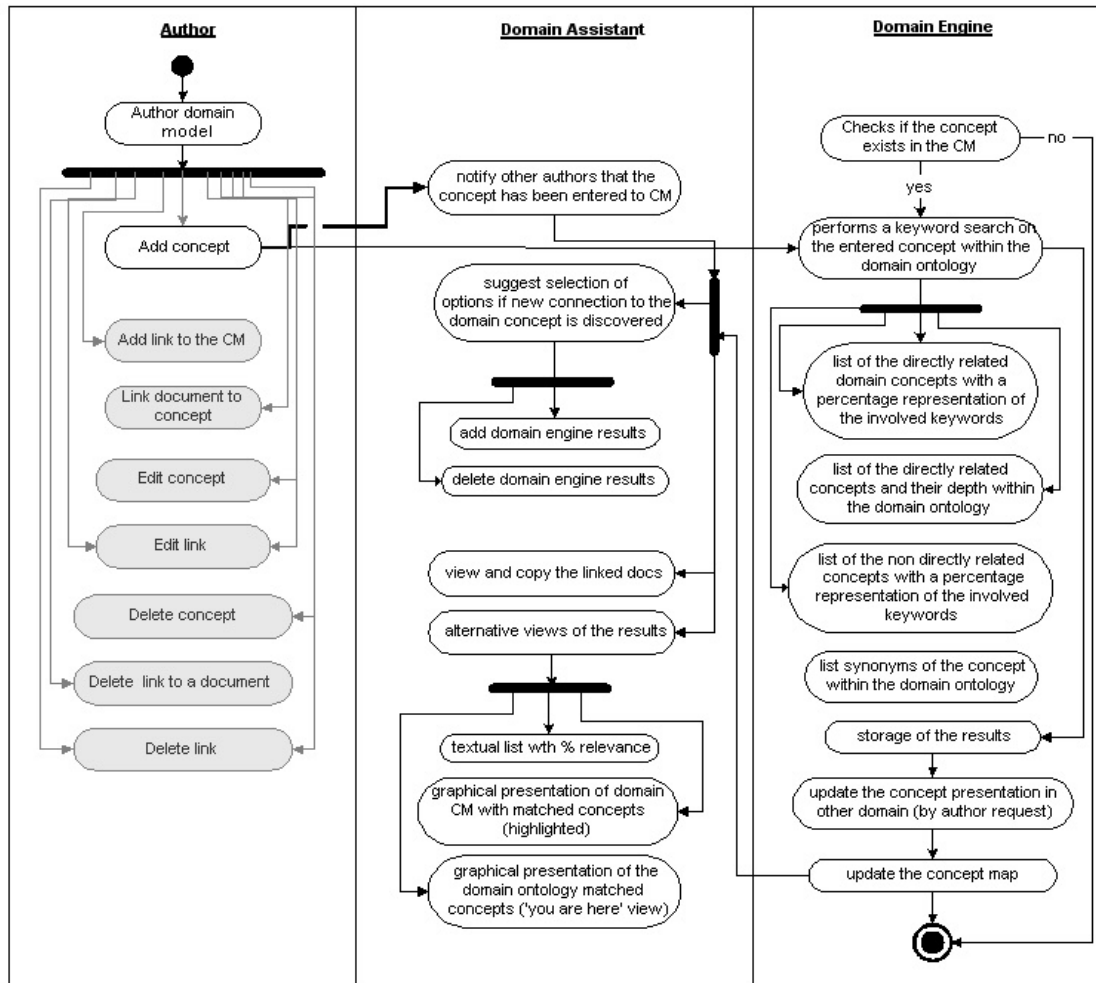 Author
Author domain
model
Add concept
Add link to the CM
Link document to
concept
Edit concept
Edit link
Delete concept
Delete link to a document
Delete link
Domain Assistant
notify other authors that the
concept has been entered to CM
suggest selection of
options if new connection to the
domain concept is discovered
add domain engine results
delete domain engine results
view and copy the linked docs
alternative views of the results
textual list wth % relevance
graphical presentation of domain
CM with matched concepts
(highlighted)
graphical presentation of the
domain ontology matched
concepts ('you are here' view)
Domain Engine
Checks if the concept
exists in the CM
no
yes
performs a keyword search on
the entered concept within the
domain ontology
list of the directly related
domain concepts with a
percentage representation of
the involved keywords
list of the directly related
concepts and their depth within
the domain ontology
list of the non directly related
concepts with a percentage
representation of the involved
keywords
list synonyms of the concept
within the domain ontology
storage of the results
update the concept presentation in
other domain (by author request)
update the concept map